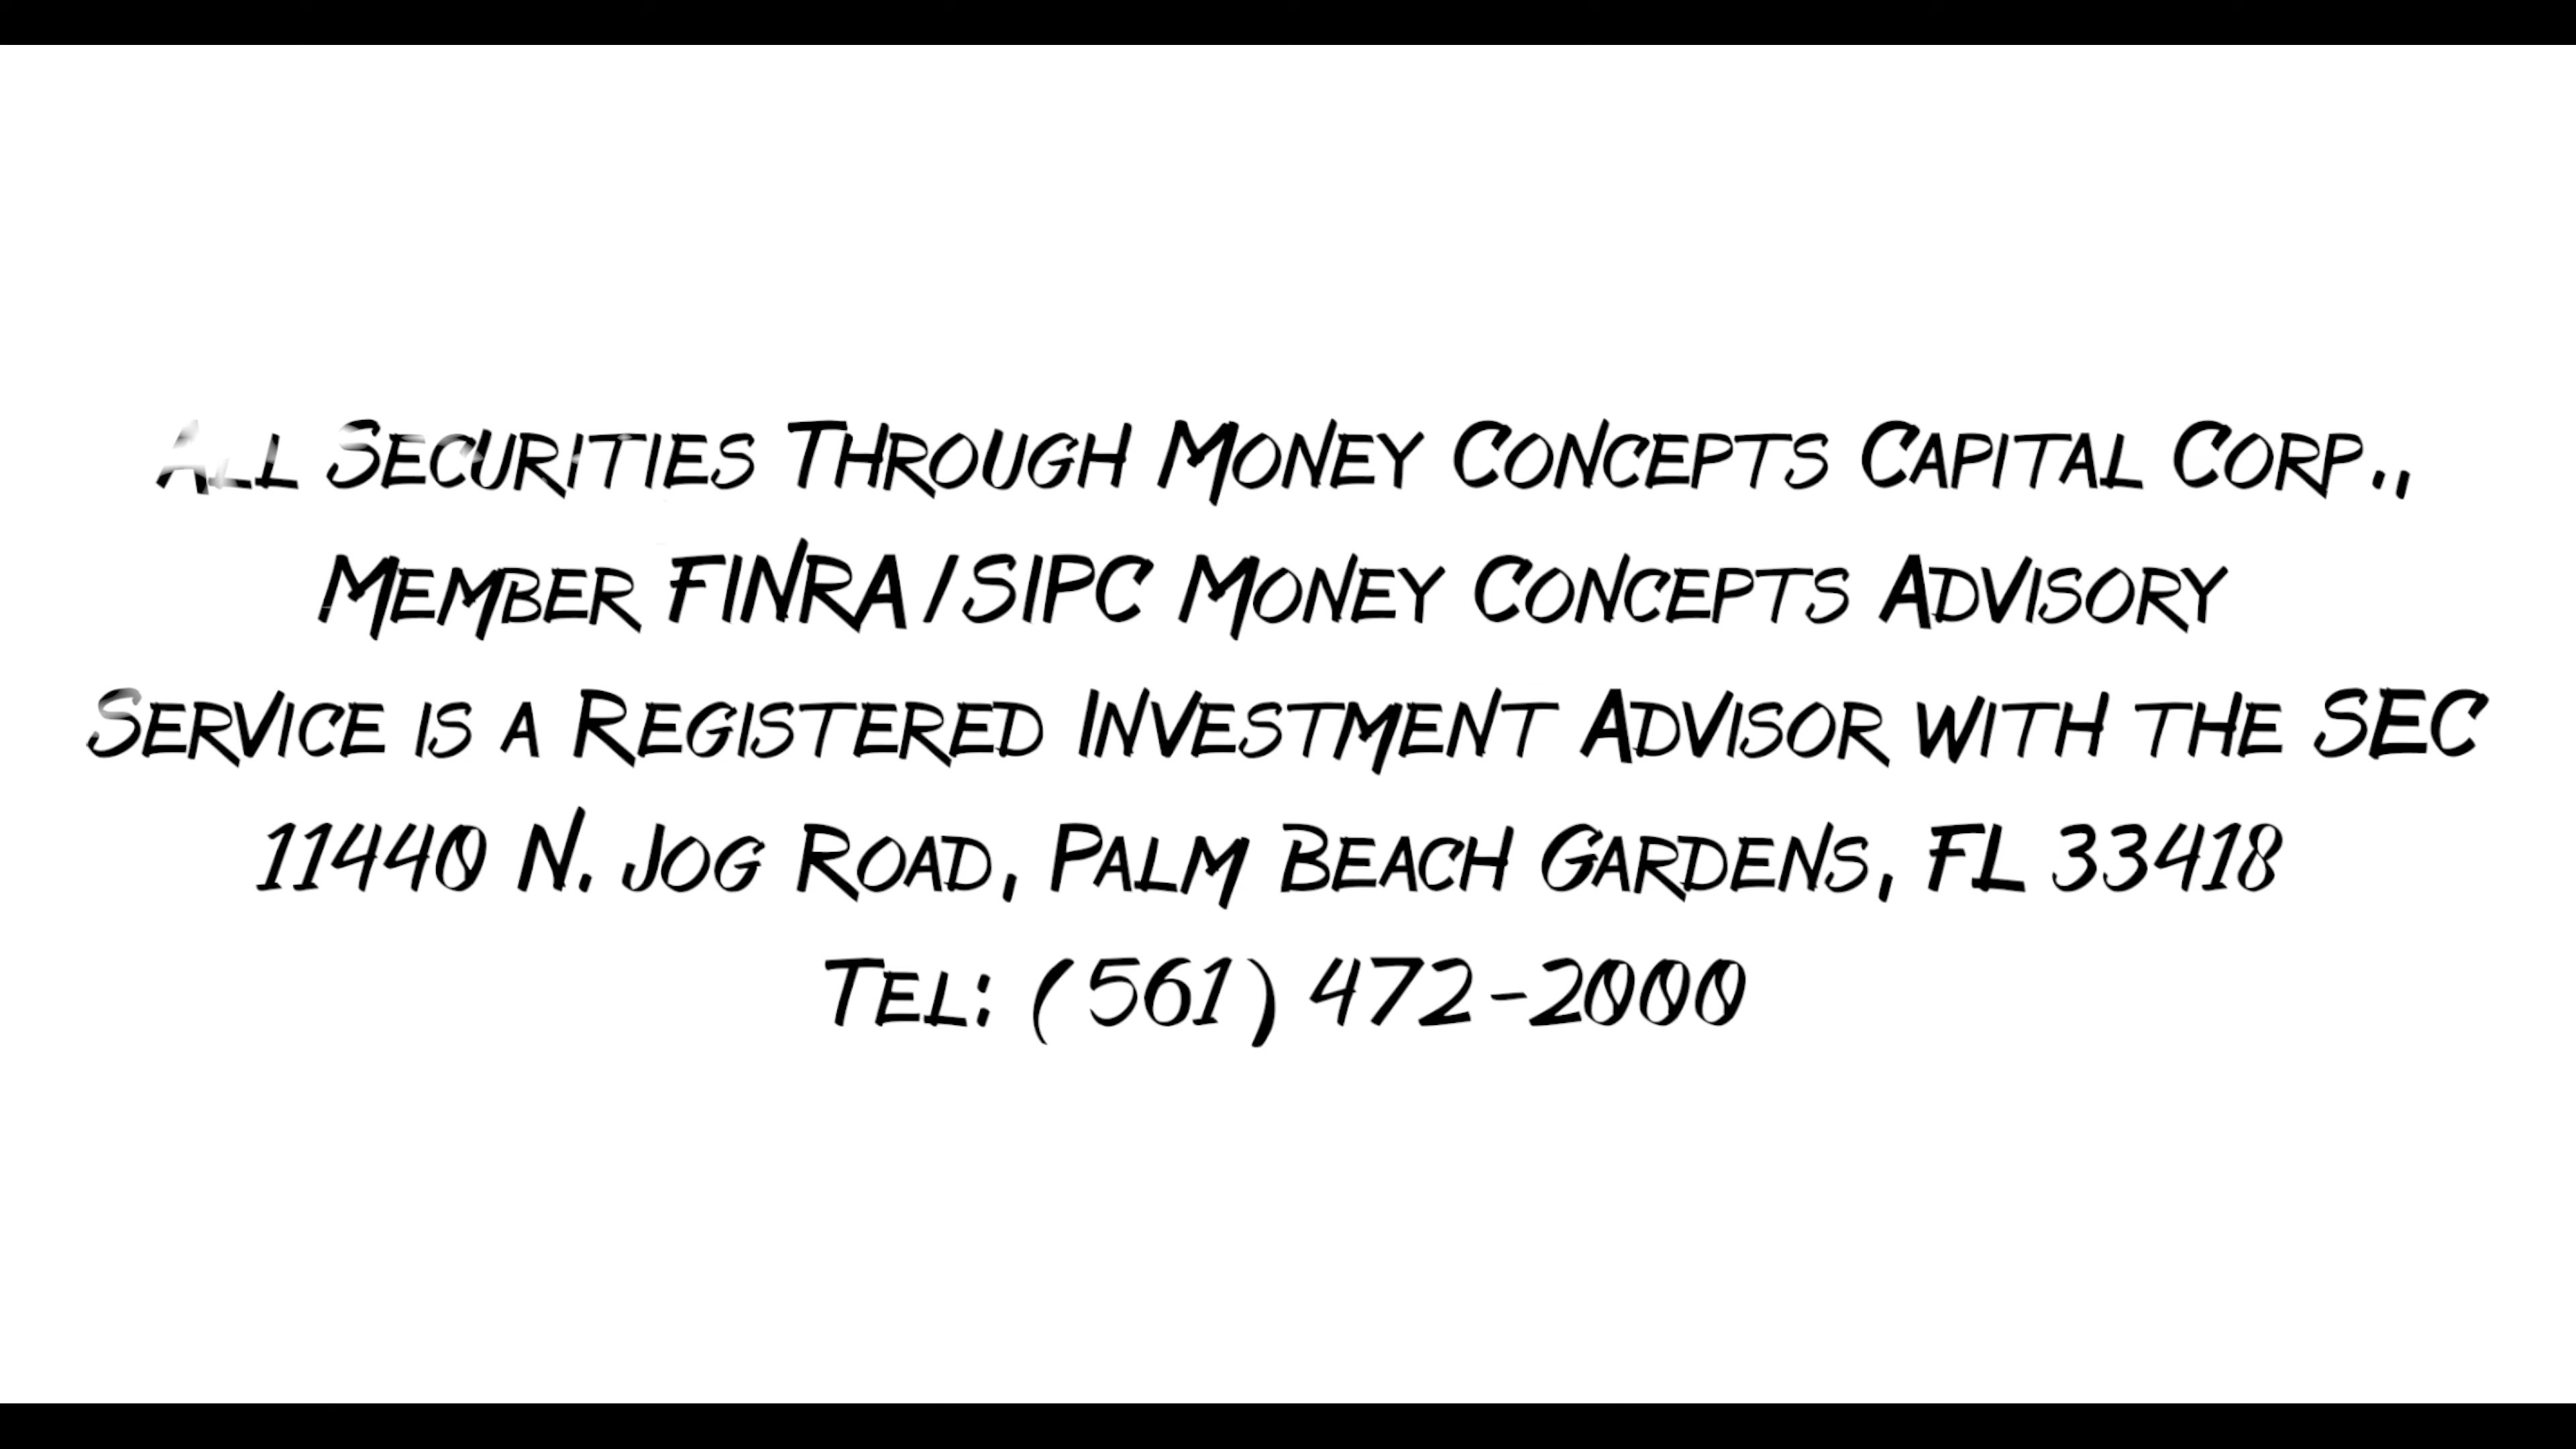 All Securities Through Money Concepts Capital Corp.,
Member FINRA/SIPC Money Concepts Advisory
Service is a Registered Investment Advisor with the SEC
11440 N. Jog Road, Palm Beach Gardens, FL 33418
Tel: (561) 472-2000